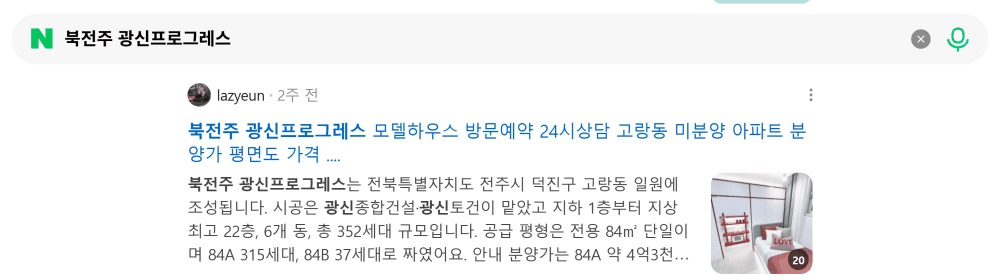 북전주 광신프로그레스
lazyeun · 2주 전
북전주 광신프로그레스 모델하우스 방문예약 24시상담 고랑동 미분양 아파트 분
양가 평면도 가격 ....
북전주 광신프로그레스는 전북특별자치도 전주시 덕진구 고랑동 일원에
조성됩니다. 시공은 광신종합건설·광신토건이 맡았고 지하 1층부터 지상
최고 22층, 6개 동, 총 352세대 규모입니다. 공급 평형은 전용 84㎡ 단일이
며 84A 315세대, 84B 37세대로 짜였어요. 안내 분양가는 84A 약 4억3천...
LOVE
20